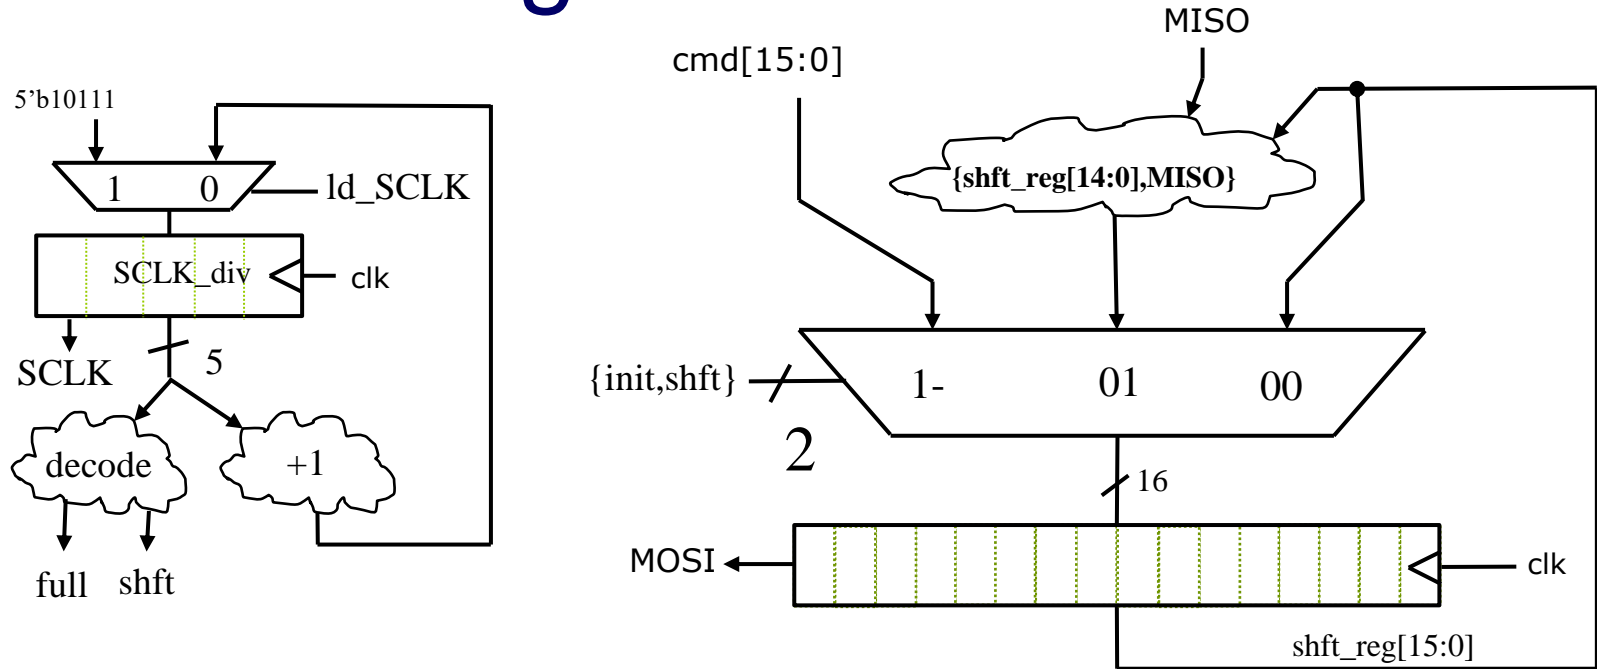 MISO
cmd[15:0]
5'b10111
1 0
ld_SCLK
{shft_reg[14:0],MISO}
SCLK_div
clk
SCLK
5
{init,shft}
2
1- 01 00
decode
+1
16
full shft
MOSI
clk
shft_reg[15:0]